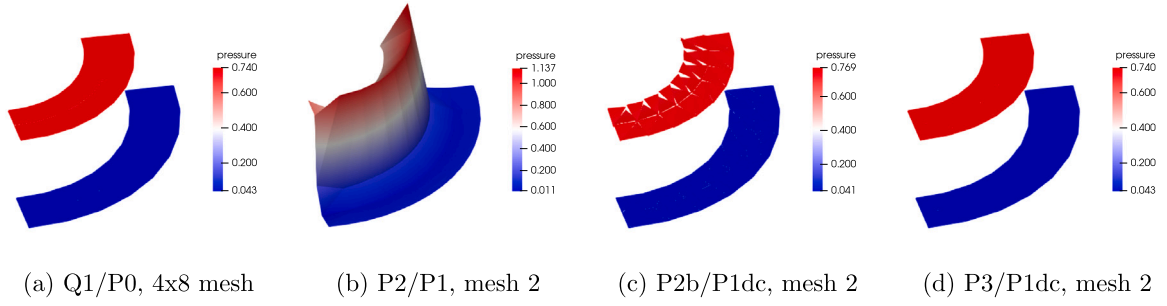 pressure
0.740
0.600
0.400
0.200
0.043
pressure
1.137
1.000
0.800
0.600
0.400
0.200
0.011
pressure
0.769
0.600
0.400
0.200
0.041
pressure
0.740
0.600
0.400
0.200
0.043
(a) Q1/P0, 4x8 mesh
(b) P2/P1, mesh 2
(c) P2b/P1dc, mesh 2
(d) P3/P1dc, mesh 2